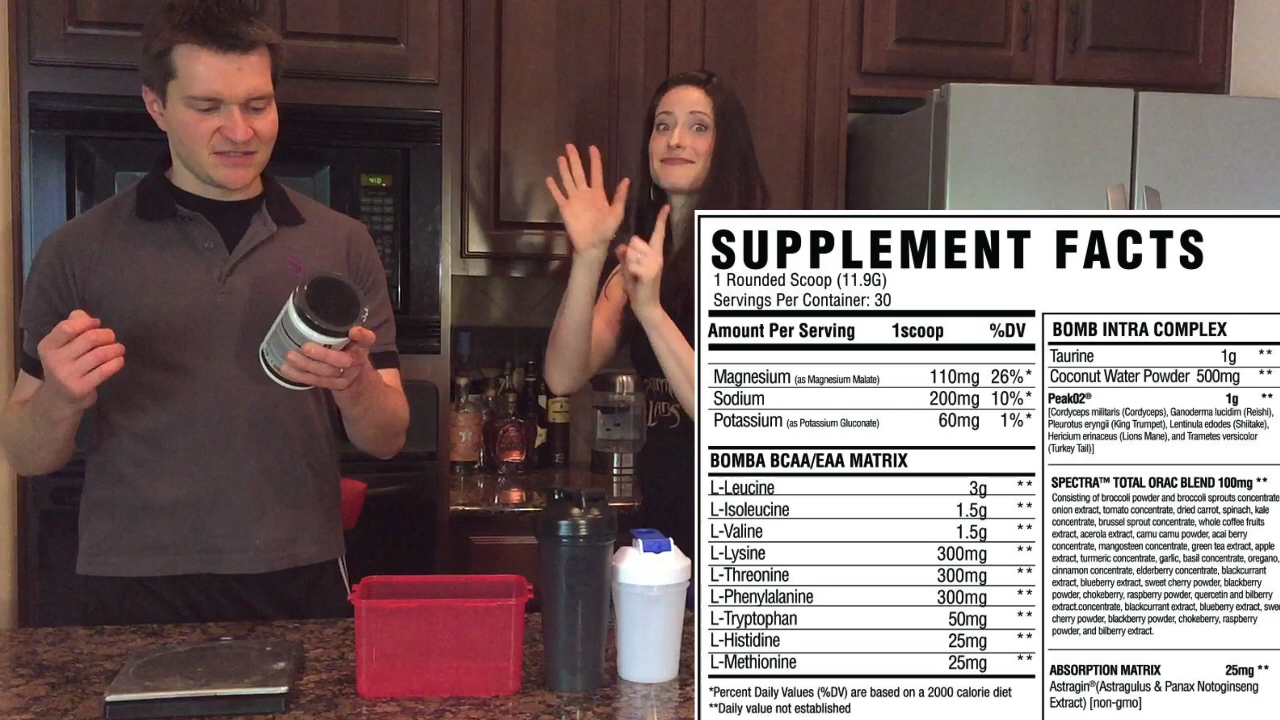 SUPPLEMENT FACTS
1 Rounded Scoop (11.9G)
Servings Per Container: 30
Amount Per Serving 1scoop %DV
Magnesium (as Magnesium Malate) 110mg 26%*
Sodium 200mg 10%*
Potassium (as Potassium Gluconate) 60mg 1%*
BOMBA BCAA/EAA MATRIX
L-Leucine 3g **
L-Isoleucine 1.5g **
L-Valine 1.5g **
L-Lysine 300mg **
L-Threonine 300mg **
L-Phenylalanine 300mg **
L-Tryptophan 50mg **
L-Histidine 25mg **
L-Methionine 25mg **
*Percent Daily Values (%DV) are based on a 2000 calorie diet
**Daily value not established
BOMB INTRA COMPLEX
Taurine 1g **
Coconut Water Powder 500mg **
Peak02® 1g **
[Cordyceps militaris (Cordyceps), Ganoderma lucidim (Reishi),
Pleurotus eryngii (King Trumpet), Lentinula edodes (Shiitake),
Hericium erinaceus (Lions Mane), and Trametes versicolor
(Turkey Tail)]
SPECTRA™ TOTAL ORAC BLEND 100mg **
Consisting of broccoli powder and broccoli sprouts concentrate
onion extract, tomato concentrate, dried carrot, spinach, kale
concentrate, brussel sprout concentrate, whole coffee fruits
extract, acerola extract, camu camu powder, acai berry
concentrate, mangosteen concentrate, green tea extract, apple
extract, turmeric concentrate, garlic, basil concentrate, oregano,
cinnamon concentrate, elderberry concentrate, blackcurrant
extract, blueberry extract, sweet cherry powder, blackberry
powder, chokeberry, raspberry powder, quercetin and bilberry
extract.concentrate, blackcurrant extract, blueberry extract, swe
cherry powder, blackberry powder, chokeberry, raspberry
powder, and bilberry extract.
ABSORPTION MATRIX 25mg **
Astragin®(Astragulus & Panax Notoginseng
Extract) [non-gmo]
LABS